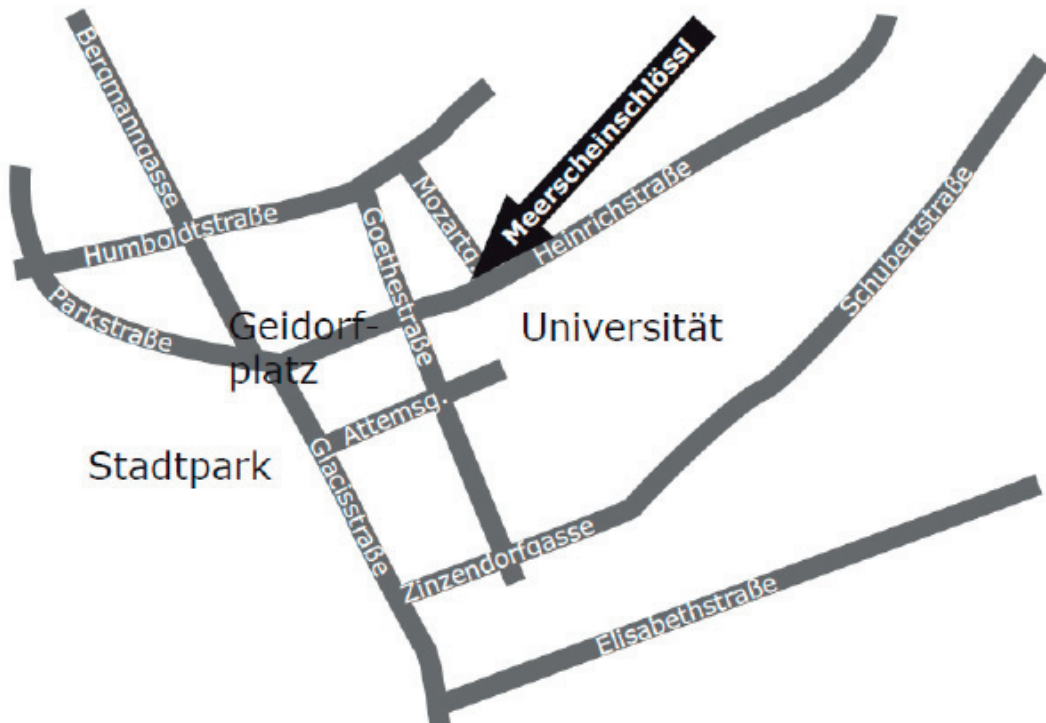 Bergmanngasse
Meerscheinschlössl
Mozartg.
Heinrichstraße
Humboldtstraße
Goethestraße
Schubertstraße
Parkstraße
Geidorf-
platz
Universität
Attemsg.
Stadtpark
Glacisstraße
Zinzendorfgasse
Elisabethstraße